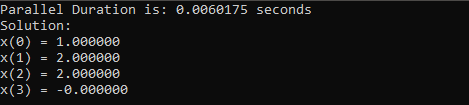 Parallel Duration is: 0.0060175 seconds
Solution:
x(0) = 1.000000
x(1) = 2.000000
x(2) = 2.000000
x(3) = -0.000000